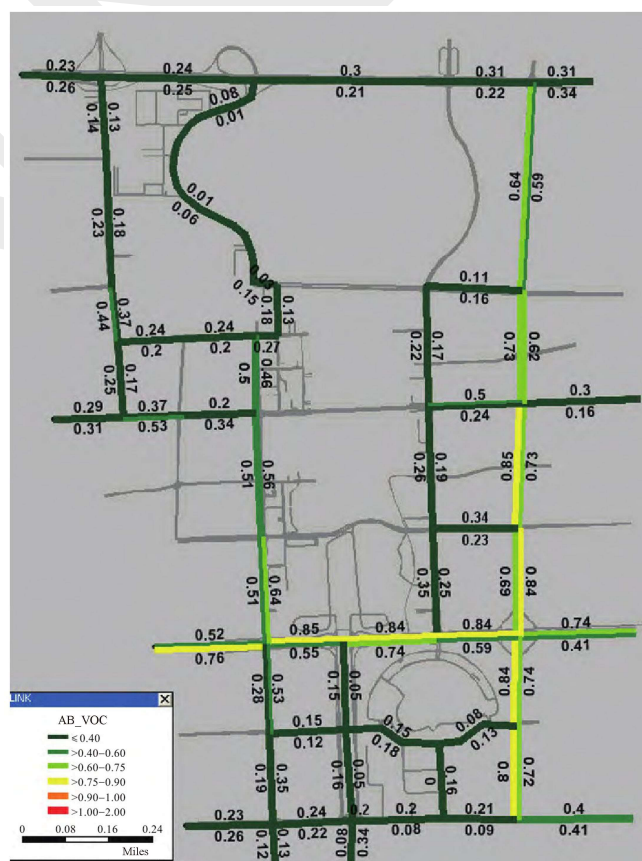 0.23 0.24 0.3 0.31 0.31
0.26 0.25 0.21 0.22 0.34
0.08
0.01
0.14 0.13
0.64 0.59
0.01
0.06
0.23 0.18
0.03
0.15
0.18 0.13
0.11
0.16
0.44 0.37
0.24 0.24
0.2 0.2 0.27
0.22 0.17
0.73 0.62
0.25 0.17
0.5 0.46
0.29 0.37 0.2
0.31 0.53 0.34
0.5 0.3
0.24 0.16
0.51 0.56
0.26 0.19
0.85 0.73
0.34
0.23
0.51 0.64
0.35 0.25
0.69 0.84
0.52 0.85 0.84 0.84 0.74
0.76 0.55 0.74 0.59 0.41
0.28 0.53
0.15 0.05
0.84 0.74
0.15 0.15 0.08
0.12 0.18 0.13
0.19 0.35
0.16 0.05
0 0.16
0.8 0.72
0.23 0.24 0.2 0.21 0.4
0.26 0.22 0.08 0.09 0.41
0.12 0.13
0.08 0.34
LINK
AB_VOC
≤0.40
>0.40−0.60
>0.60−0.75
>0.75−0.90
>0.90−1.00
>1.00−2.00
0 0.08 0.16 0.24
Miles